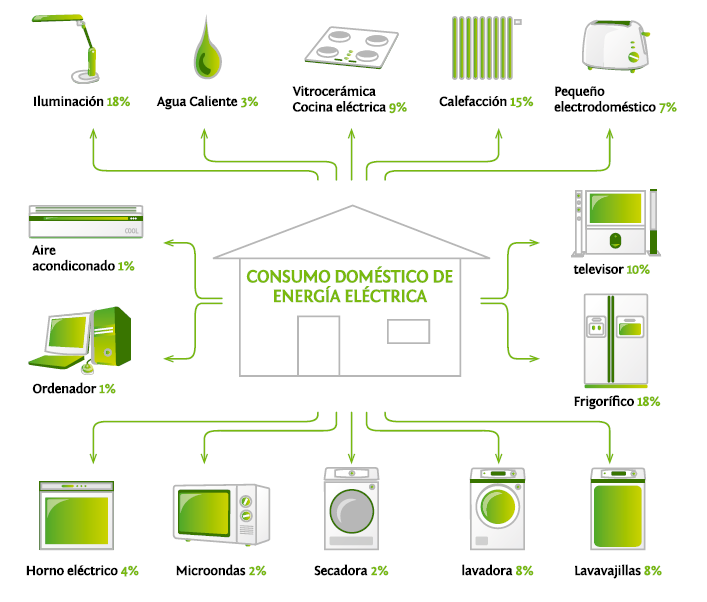 Iluminación 18%
Agua Caliente 3%
Vitrocerámica
Cocina eléctrica 9%
Calefacción 15%
Pequeño
electrodoméstico 7%
COOL
Aire
acondiconado 1%
CONSUMO DOMÉSTICO DE
ENERGÍA ELÉCTRICA
televisor 10%
Ordenador 1%
Frigorífico 18%
Horno eléctrico 4%
Microondas 2%
Secadora 2%
lavadora 8%
Lavavajillas 8%